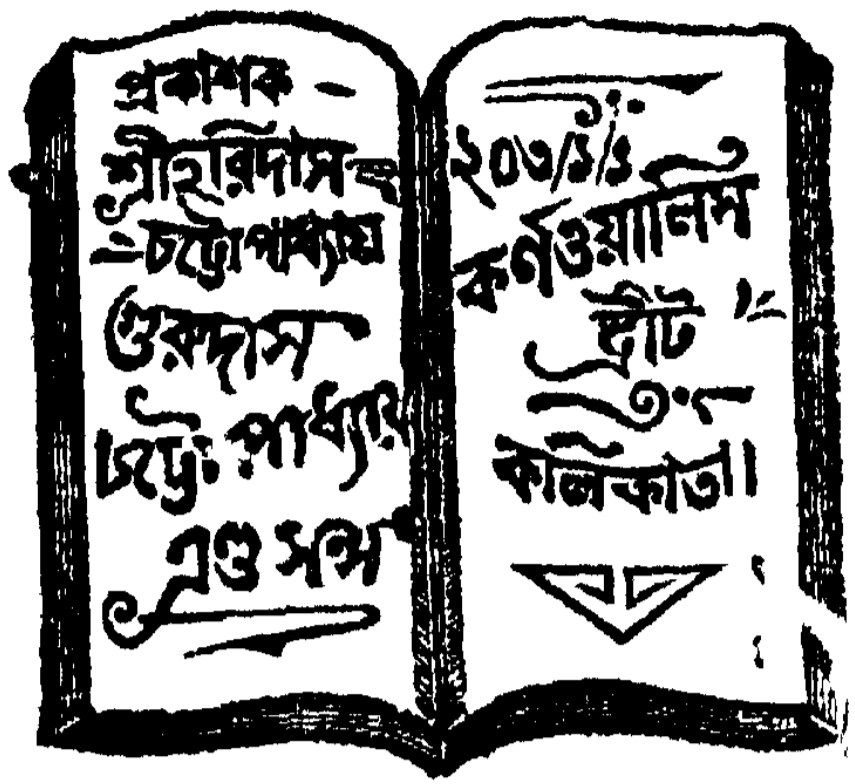 প্রকাশক –
শ্রীহরিদাস
চট্টোপাধ্যায়
গুরুদাস
চট্টোপাধ্যায়
এণ্ড সন্স
২০৩/১/১
কর্ণওয়ালিস
ষ্ট্রীট
কলিকাতা।